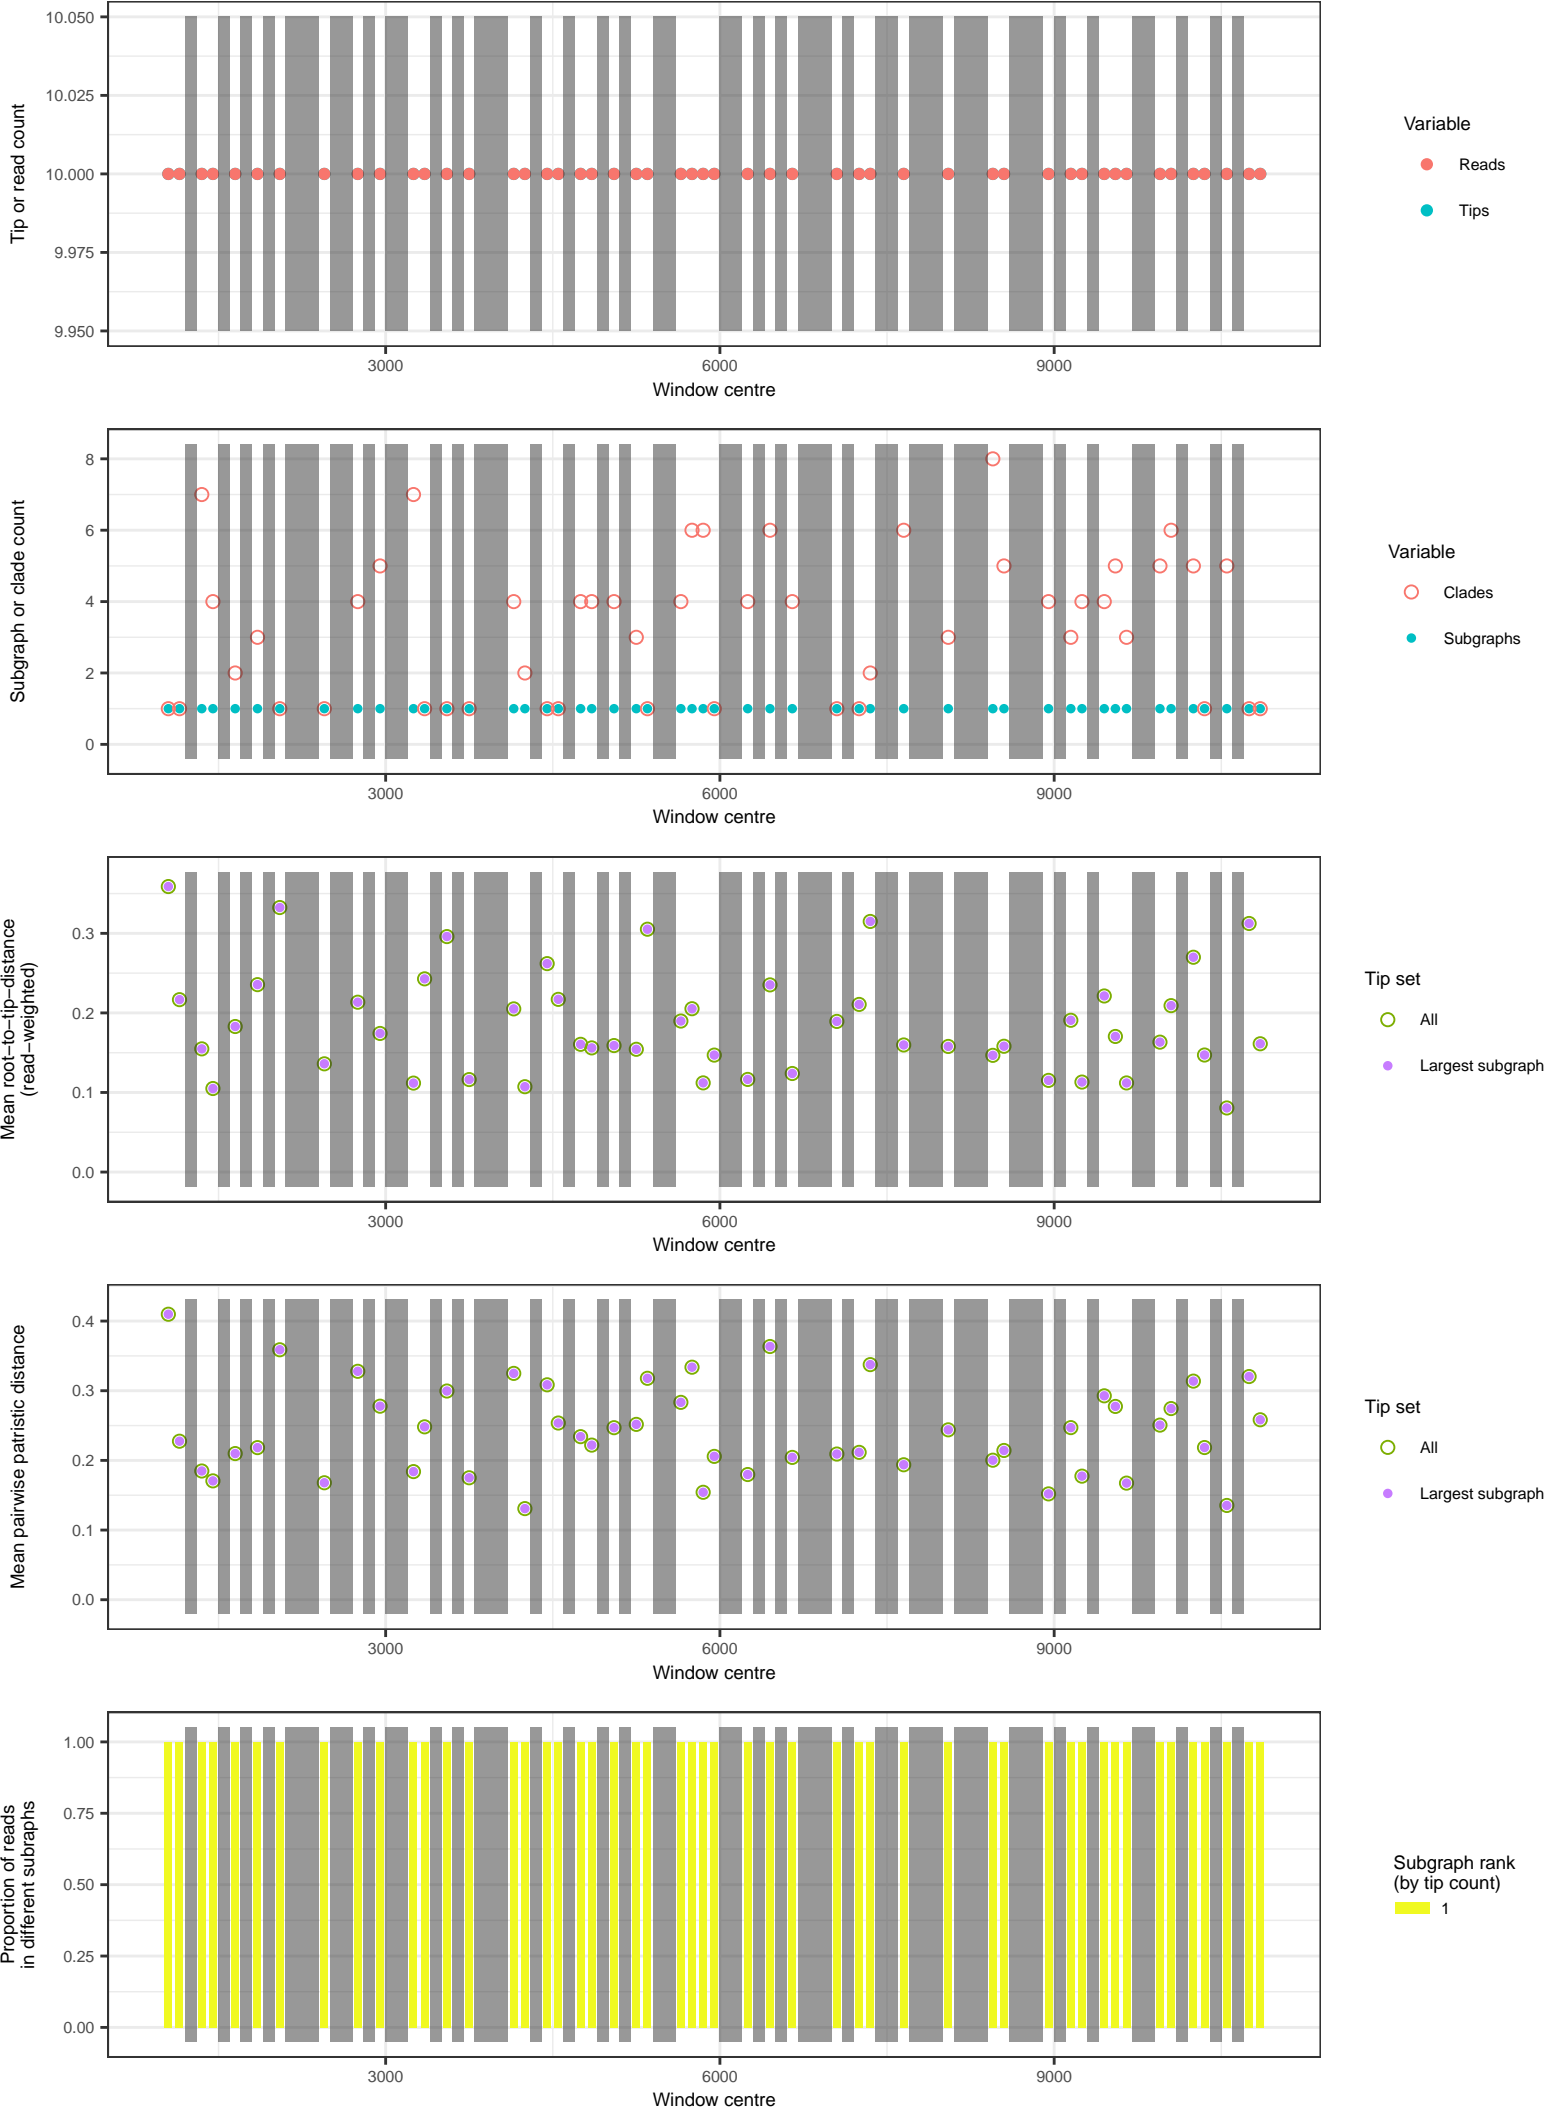 Tip or read count
10.050
10.025
10.000
9.975
9.950
3000 6000 9000
Window centre
Variable
Reads
Tips
Subgraph or clade count
8
6
4
2
0
3000 6000 9000
Window centre
Variable
Clades
Subgraphs
Mean root−to−tip−distance
(read−weighted)
0.3
0.2
0.1
0.0
3000 6000 9000
Window centre
Tip set
All
Largest subgraph
Mean pairwise patristic distance
0.4
0.3
0.2
0.1
0.0
3000 6000 9000
Window centre
Tip set
All
Largest subgraph
Proportion of reads
in different subraphs
1.00
0.75
0.50
0.25
0.00
3000 6000 9000
Window centre
Subgraph rank
(by tip count)
1